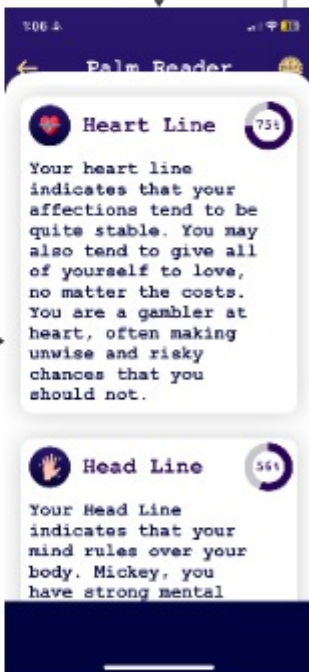 1:06
Palm Reader
Heart Line
75%
Your heart line
indicates that your
affections tend to be
quite stable. You may
also tend to give all
of yourself to love,
no matter the costs.
You are a gambler at
heart, often making
unwise and risky
chances that you
should not.
Head Line
56%
Your Head Line
indicates that your
mind rules over your
body. Mickey, you
have strong mental